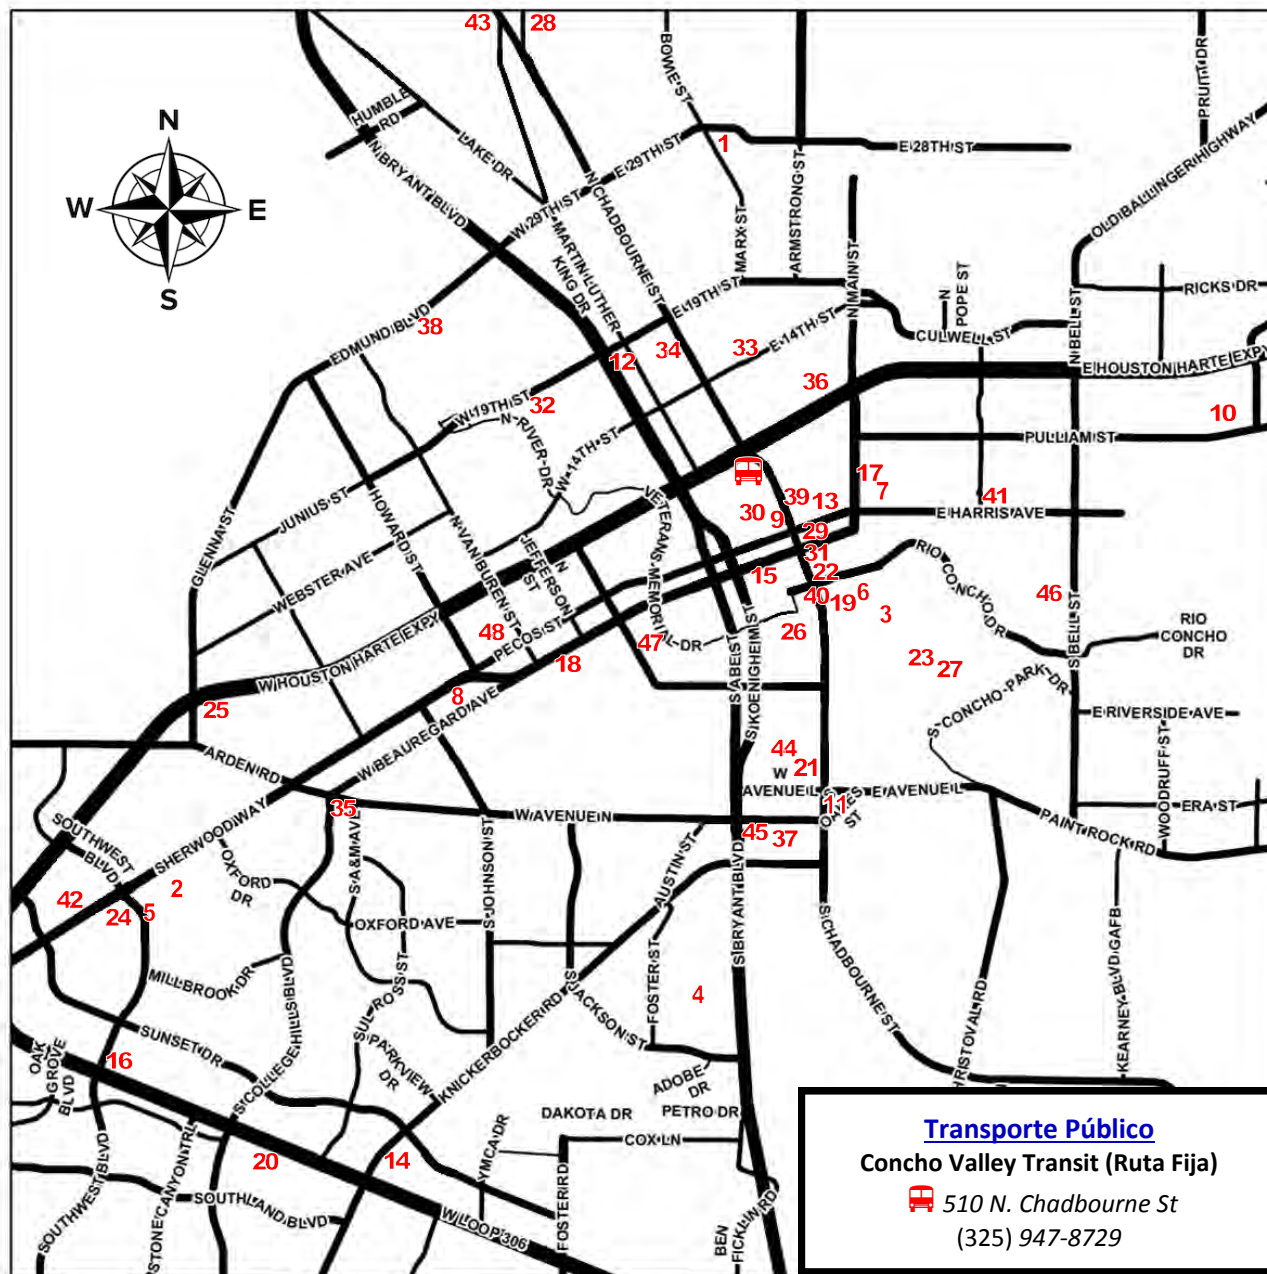 43
28
BOWIE ST
PRUIT DR
HUMBLE
RD
LAKE DR
N BRYANT BLVD
1
E 29TH ST
E 28TH ST
N
W
E
S
W 29TH ST
N CHADBOURNE ST
MARX ST
ARMSTRONG ST
OLD BALLINGER HIGHWAY
MARTIN LUTHER
KING DR
N MAIN ST
N
POPE ST
N BELL ST
RICKS DR
EDMUND BLVD
38
E 19TH ST
33
E 14TH ST
CULWELL ST
34
12
36
E HOUSTON HARTE EXPY
W 19TH ST
32
N
RIVER DR
W 14TH ST
10
PULLIAM ST
GLENNA ST
JUNIUS ST
HOWARD ST
N VAN BUREN ST
WEBSTER AVE
VETERANS MEMORIAL DR
17
7
39
13
41
30
9
E HARRIS AVE
29
31
N
JEFFERSON
ST
15
22
RIO CONCHO DR
6
40
19
3
46
26
RIO
CONCHO
DR
48
PECOS ST
47
18
23
27
S BELL ST
W HOUSTON HARTE EXPY
8
25
S ABE ST
S KOENIGHEIM ST
S CONCHO PARK DR
E RIVERSIDE AVE
WOODRUFF ST
ARDEN RD
W BEAUREGARD AVE
44
21
W
AVENUE L
E AVENUE L
11
OAKES
ST
ERA ST
35
W AVENUE N
45
37
PAINT ROCK RD
SOUTHWEST
BLVD
SHERWOOD WAY
OXFORD
DR
S A&M AVE
S JOHNSON ST
AUSTIN ST
S BRYANT BLVD
42
2
24
5
OXFORD AVE
MILLBROOK DR
S COLLEGE HILLS BLVD
SUL ROSS ST
KNICKERBOCKER RD
S JACKSON ST
FOSTER ST
4
S CHADBOURNE ST
HRISTOVAL RD
KEARNEY BLVD GAFB
OAK
GROVE
BLVD
16
SUNSET DR
PARKVIEW
DR
ADOBE
DR
DAKOTA DR
PETRO DR
COX LN
YMCA DR
20
14
SOUTHWEST BLVD
STONE CANYON TRL
SOUTHLAND BLVD
W LOOP 306
FOSTER RD
BEN
FICKLIN RD
Transporte Público
Concho Valley Transit (Ruta Fija)
510 N. Chadbourne St
(325) 947-8729